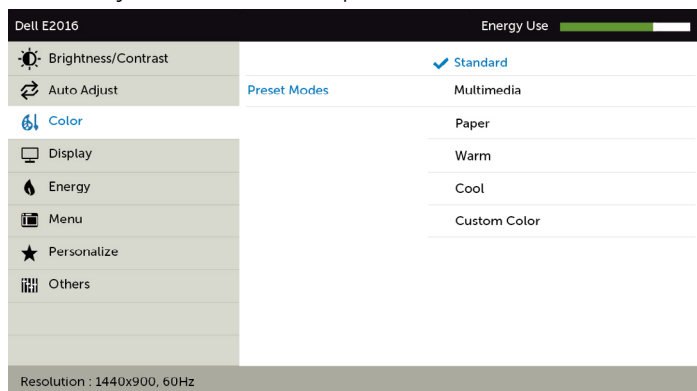 Dell E2016 Energy Use
Brightness/Contrast
Standard
Auto Adjust Preset Modes Multimedia
Color Paper
Display Warm
Energy Cool
Menu Custom Color
Personalize
Others
Resolution : 1440x900, 60Hz